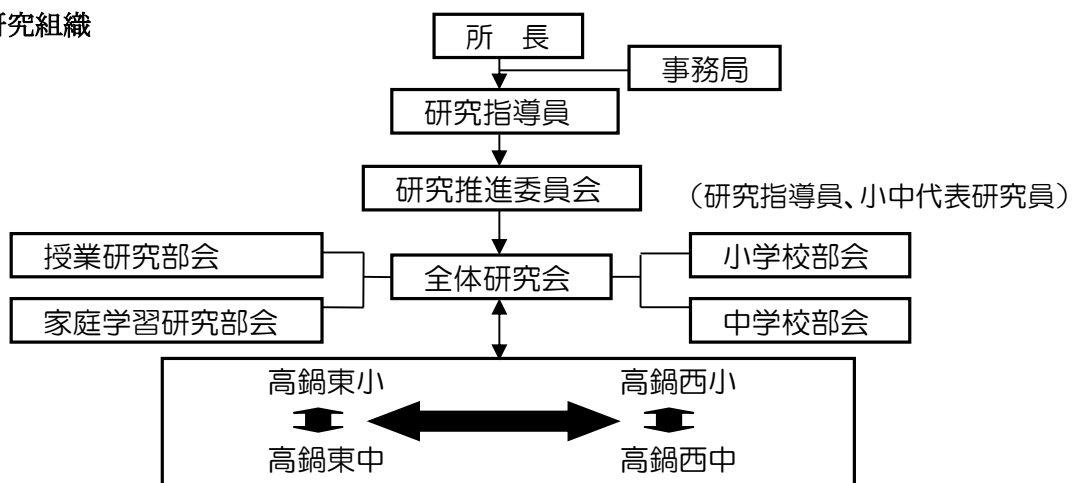 研究組織
所　長
事務局
研究指導員
研究推進委員会
（研究指導員、小中代表研究員）
授業研究部会
全体研究会
小学校部会
家庭学習研究部会
中学校部会
高鍋東小
高鍋西小
高鍋東中
高鍋西中